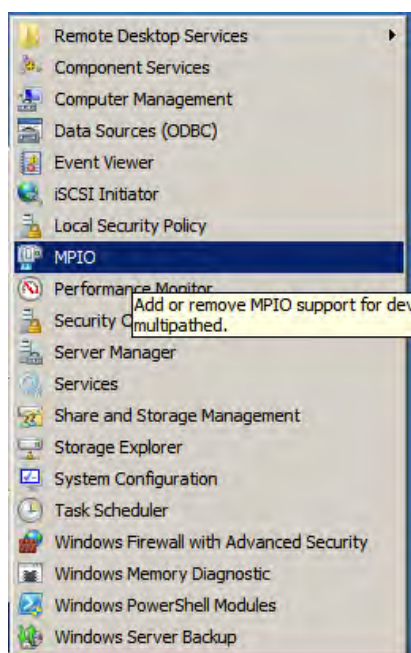 Remote Desktop Services
Component Services
Computer Management
Data Sources (ODBC)
Event Viewer
iSCSI Initiator
Local Security Policy
MPIO
Performance Monitor
Add or remove MPIO support for dev
Security C
multipathed.
Server Manager
Services
Share and Storage Management
Storage Explorer
System Configuration
Task Scheduler
Windows Firewall with Advanced Security
Windows Memory Diagnostic
Windows PowerShell Modules
Windows Server Backup